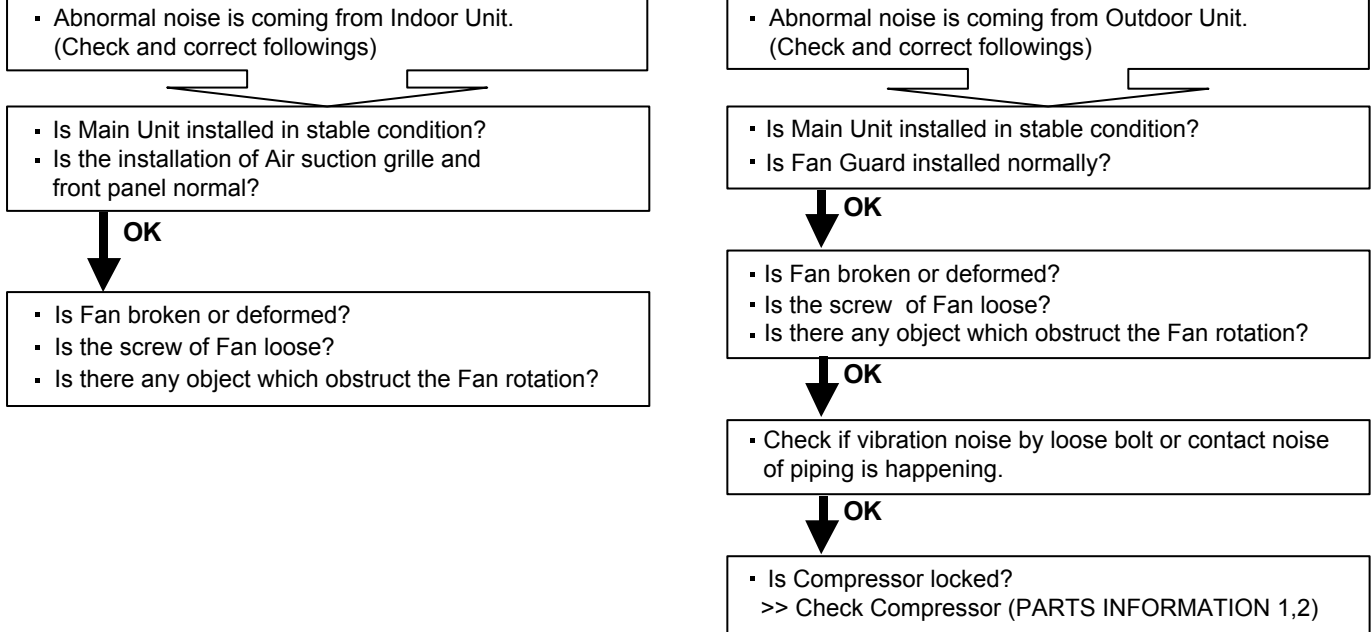 ▪ Abnormal noise is coming from Indoor Unit.
(Check and correct followings)
▪ Is Main Unit installed in stable condition?
▪ Is the installation of Air suction grille and
front panel normal?
OK
▪ Is Fan broken or deformed?
▪ Is the screw of Fan loose?
▪ Is there any object which obstruct the Fan rotation?
▪ Abnormal noise is coming from Outdoor Unit.
(Check and correct followings)
▪ Is Main Unit installed in stable condition?
▪ Is Fan Guard installed normally?
OK
▪ Is Fan broken or deformed?
▪ Is the screw of Fan loose?
▪ Is there any object which obstruct the Fan rotation?
OK
▪ Check if vibration noise by loose bolt or contact noise
of piping is happening.
OK
▪ Is Compressor locked?
>> Check Compressor (PARTS INFORMATION 1,2)